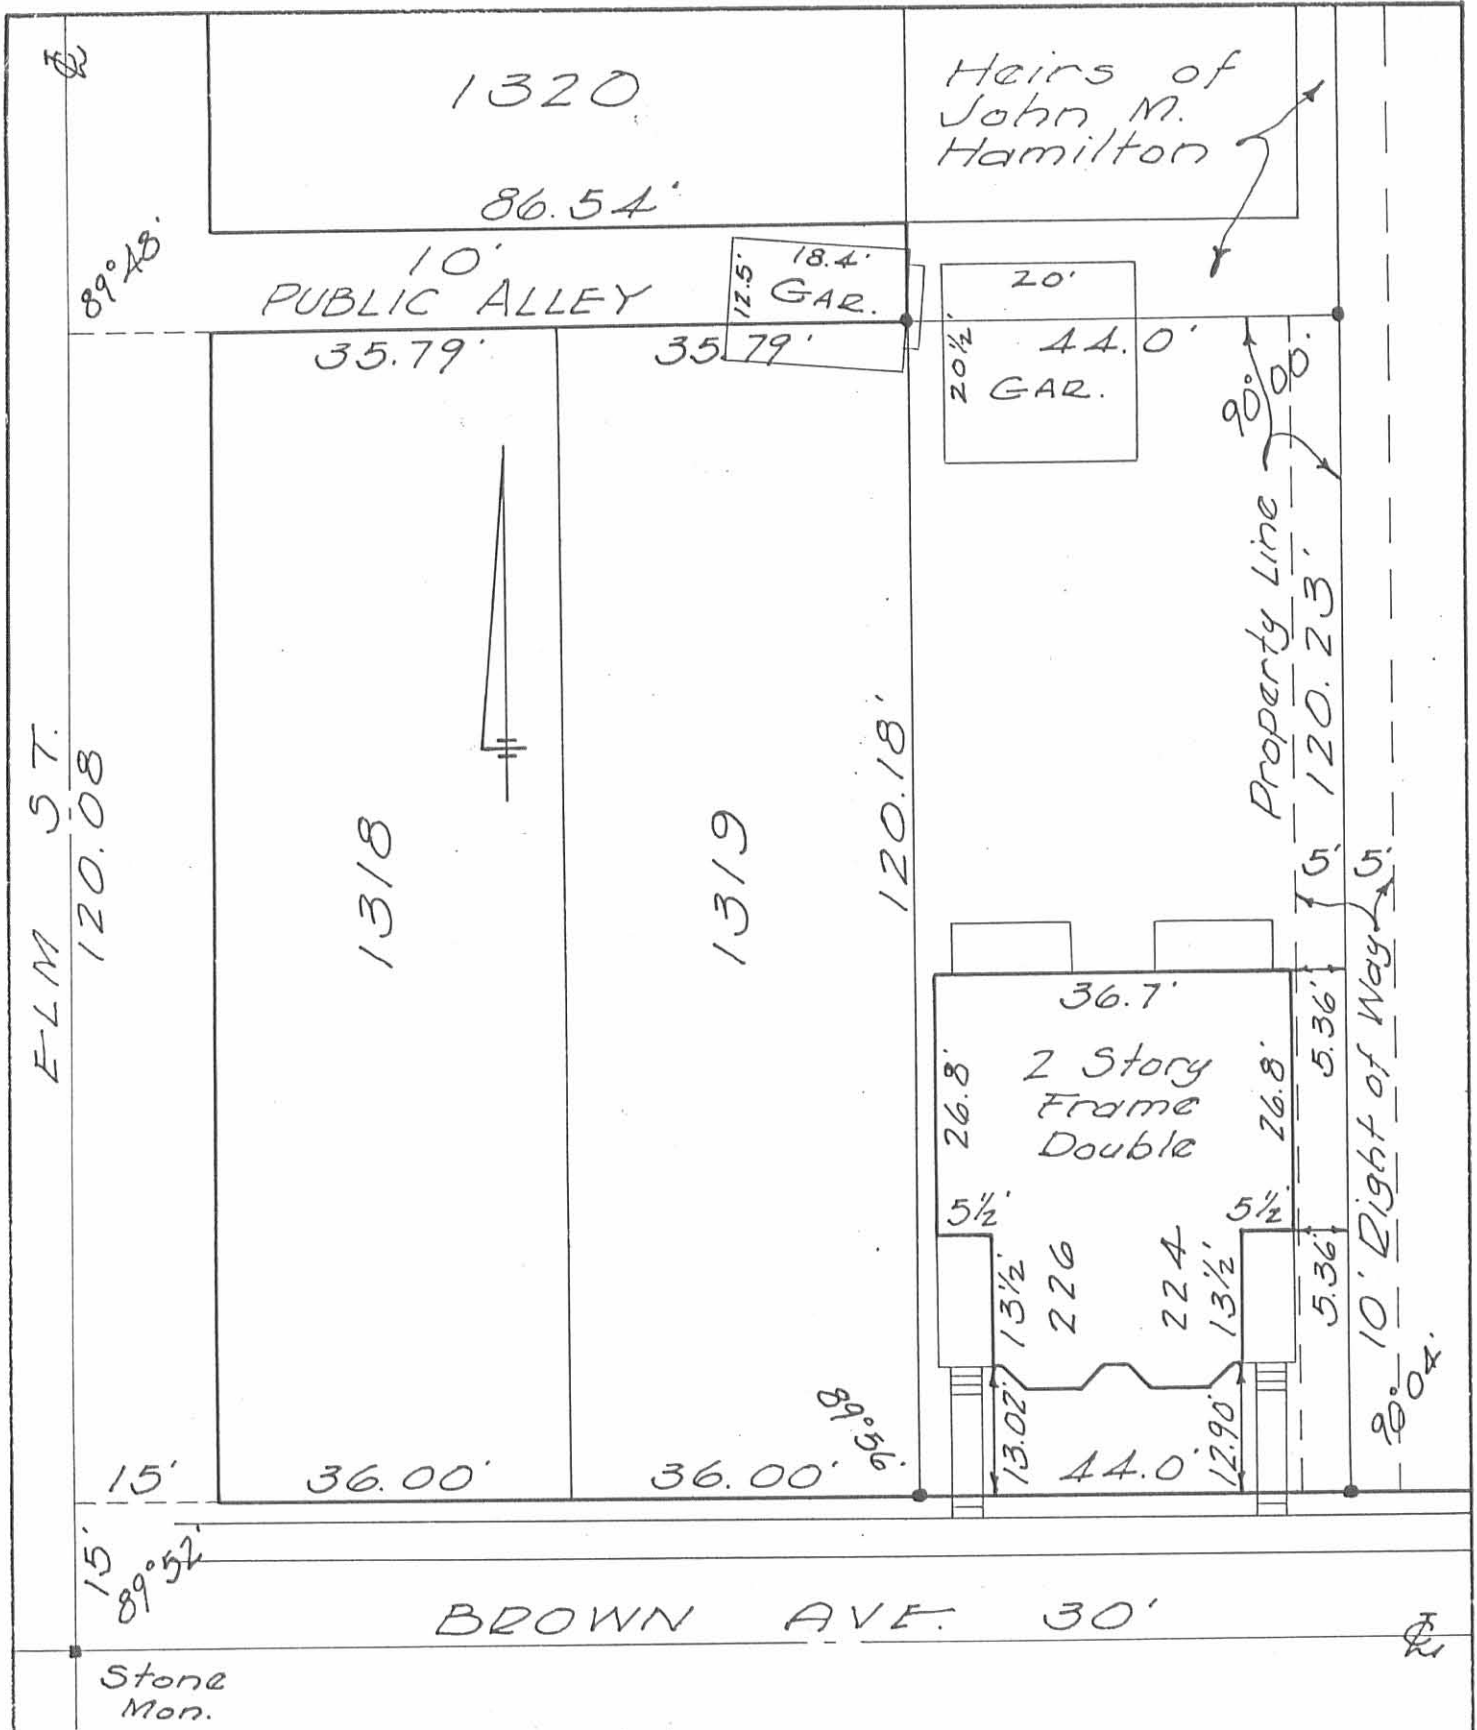 ℄
1320
Heirs of
John M.
Hamilton
86.54'
89°48'
10'
PUBLIC ALLEY
12.5'
18.4'
GAR.
20'
35.79'
35.79'
20½'
44.0'
GAR.
90°00'
Property Line
120.23'
ELM ST.
120.08
1318
1319
120.18'
5'
5'
36.7'
5.36'
2 Story
Frame
Double
26.8'
26.8'
10' Right of Way
5½'
5½'
13½'
226
224
13½'
5.36'
90°04'
89°56'
13.02'
12.90'
15'
36.00'
36.00'
44.0'
15'
89°52'
BROWN AVE. 30'
℄
Stone
Mon.